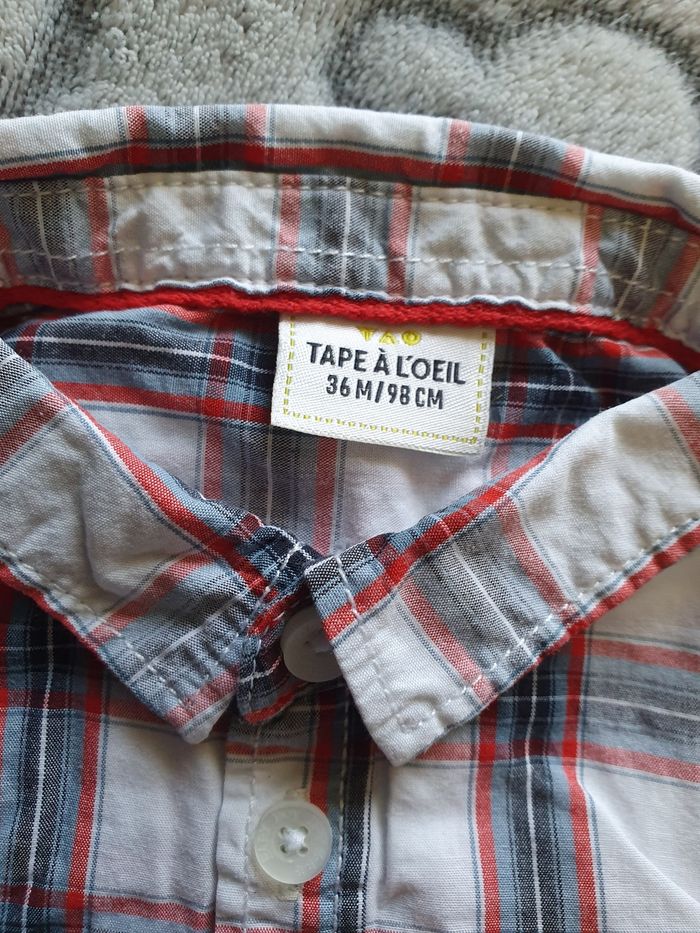 TAO
TAPE À L'OEIL
36 M/98 CM